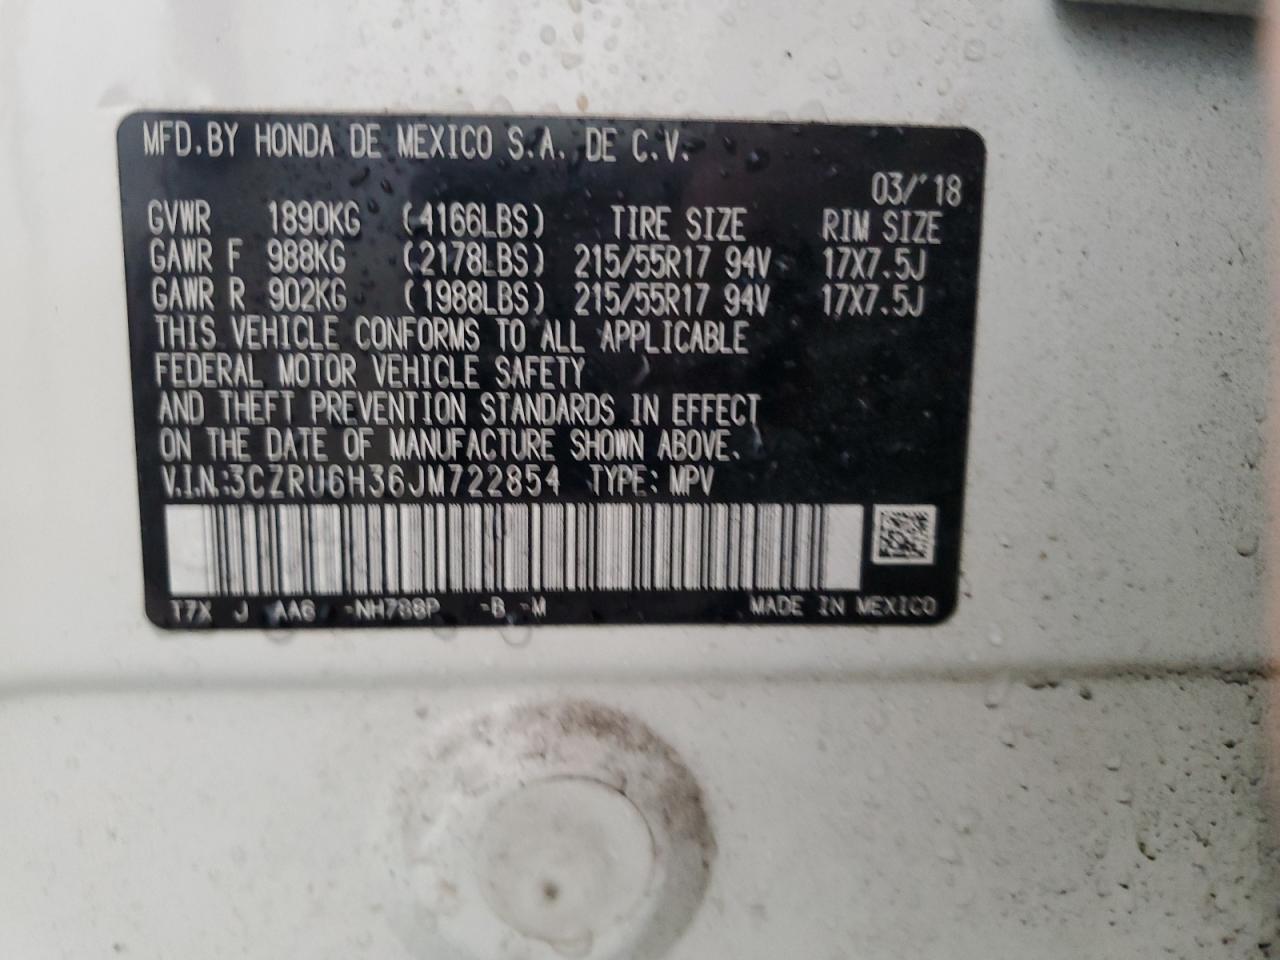 MFD.BY HONDA DE MEXICO S.A. DE C.V.
03/'18
GVWR 1890KG (4166LBS) TIRE SIZE RIM SIZE
GAWR F 988KG (2178LBS) 215/55R17 94V 17X7.5J
GAWR R 902KG (1988LBS) 215/55R17 94V 17X7.5J
THIS VEHICLE CONFORMS TO ALL APPLICABLE
FEDERAL MOTOR VEHICLE SAFETY
AND THEFT PREVENTION STANDARDS IN EFFECT
ON THE DATE OF MANUFACTURE SHOWN ABOVE.
V.I.N.:3CZRU6H36JM722854 TYPE: MPV
T7X J AA6 -NH788P -B -M MADE IN MEXICO